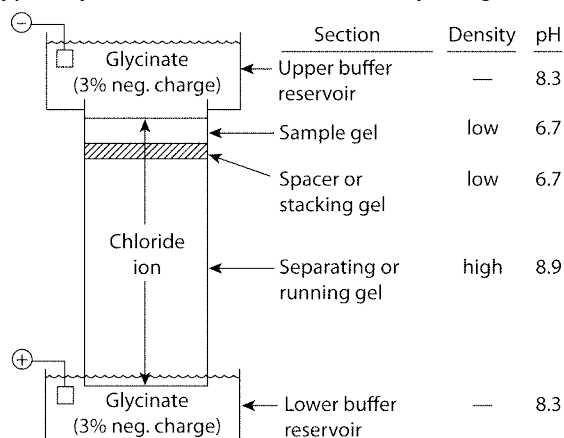 Section Density pH
−
Glycinate
(3% neg. charge)
Upper buffer
reservoir
— 8.3
Sample gel low 6.7
Spacer or
stacking gel
low 6.7
Chloride
ion
Separating or
running gel
high 8.9
+
Glycinate
(3% neg. charge)
Lower buffer
reservoir
— 8.3